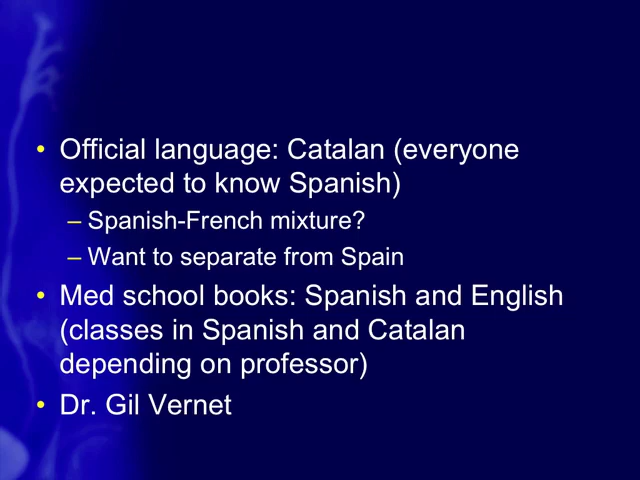 • Official language: Catalan (everyone
expected to know Spanish)
– Spanish-French mixture?
– Want to separate from Spain
• Med school books: Spanish and English
(classes in Spanish and Catalan
depending on professor)
• Dr. Gil Vernet